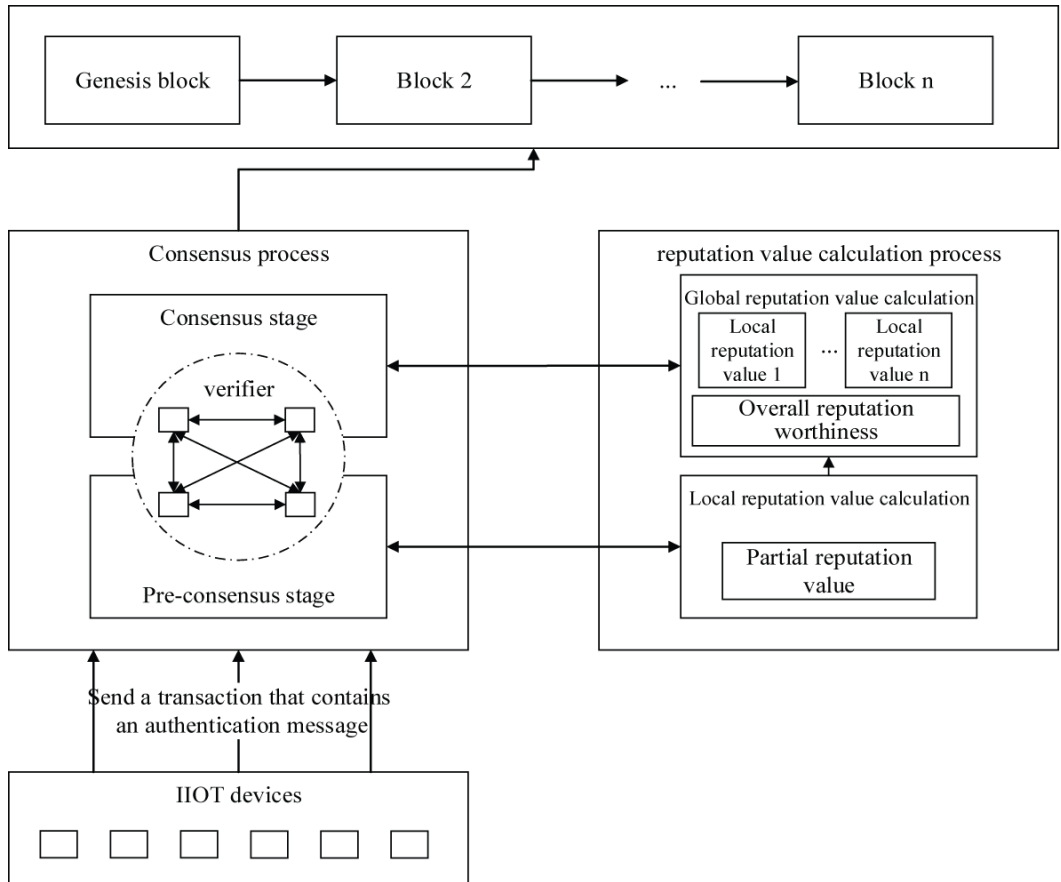 Genesis block
Block 2
...
Block n
Consensus process
Consensus stage
verifier
Pre-consensus stage
reputation value calculation process
Global reputation value calculation
Local
reputation
value 1
...
Local
reputation
value n
Overall reputation
worthiness
Local reputation value calculation
Partial reputation
value
Send a transaction that contains
an authentication message
IIOT devices